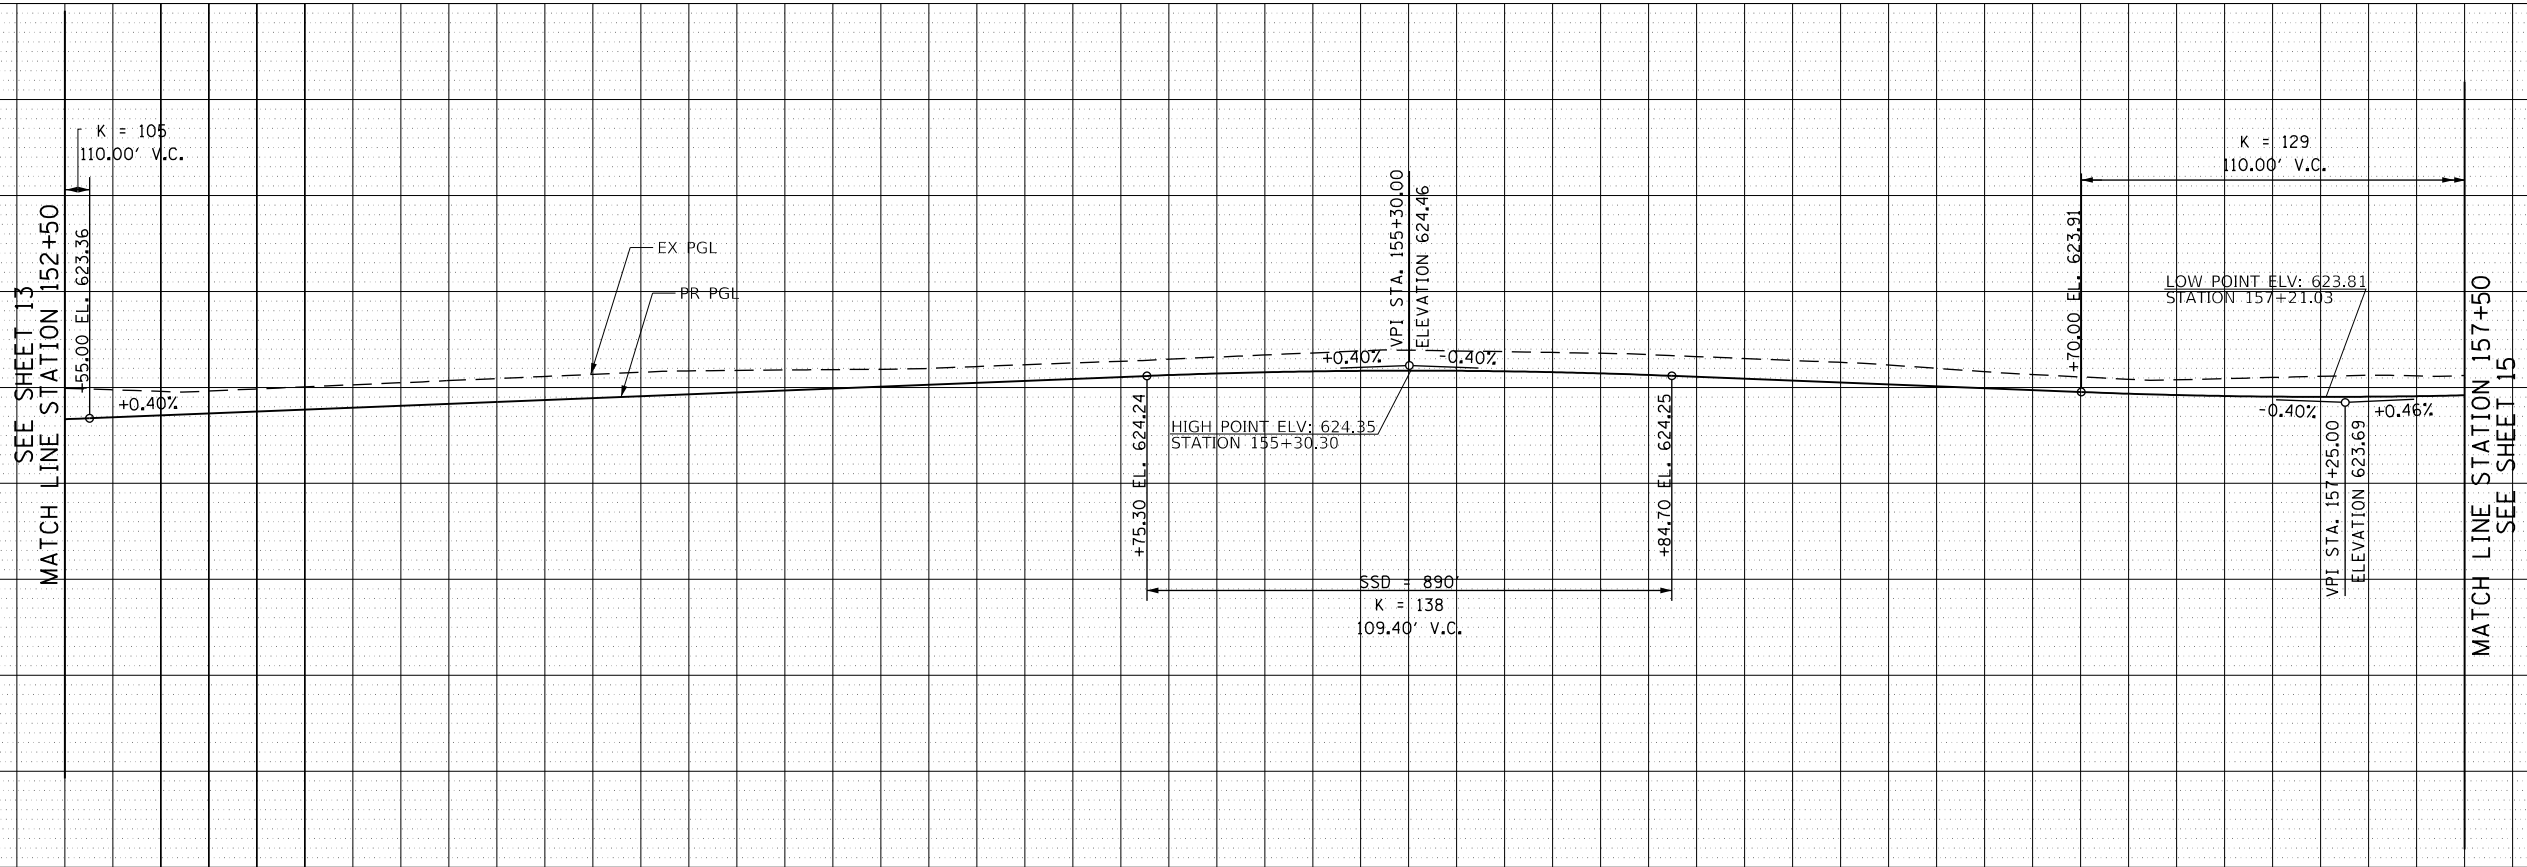 SEE SHEET 13
MATCH LINE STATION 152+50
K = 105
110.00' V.C.
+55.00 EL. 623.36
+0.40%
EX PGL
PR PGL
+75.30 EL. 624.24
HIGH POINT ELV: 624.35
STATION 155+30.30
VPI STA. 155+30.00
ELEVATION 624.46
+0.40%
-0.40%
SSD = 890'
K = 138
109.40' V.C.
+84.70 EL. 624.25
+70.00 EL. 623.91
K = 129
110.00' V.C.
LOW POINT ELV: 623.81
STATION 157+21.03
-0.40%
+0.46%
VPI STA. 157+25.00
ELEVATION 623.69
MATCH LINE STATION 157+50
SEE SHEET 15